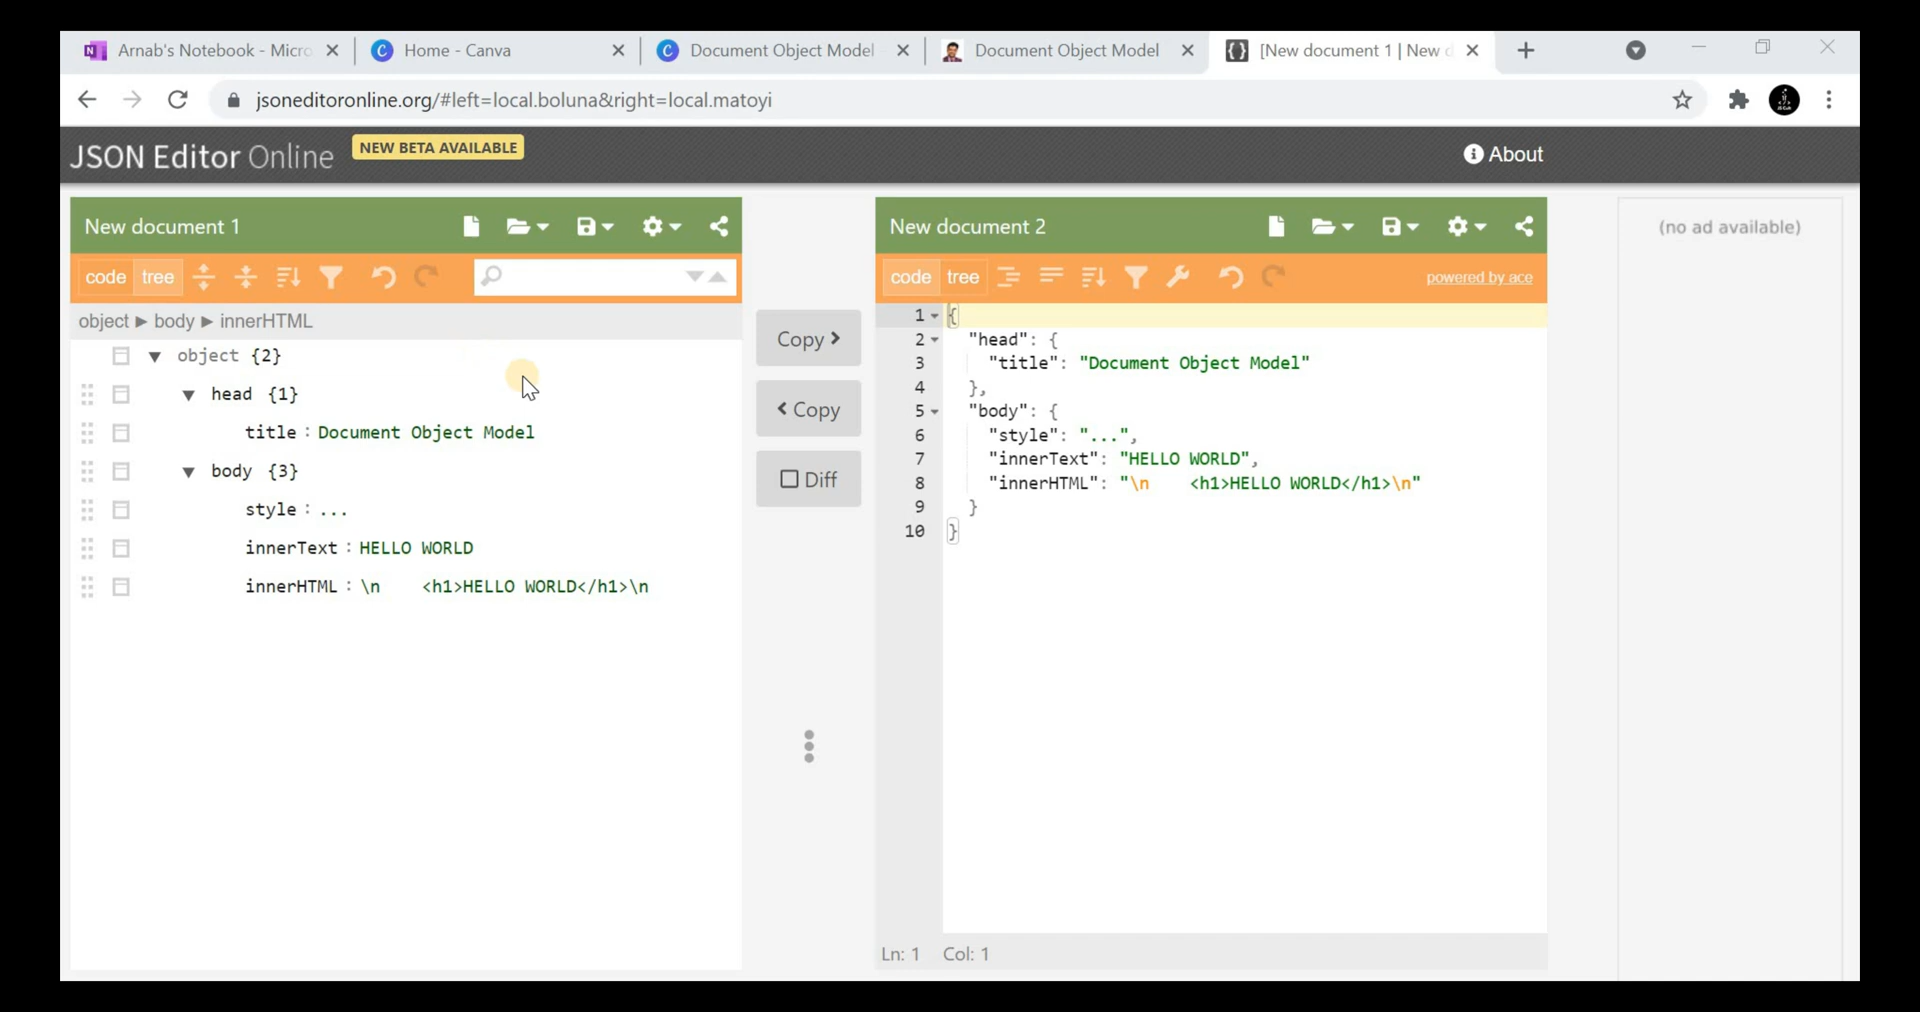 Arnab's Notebook - Micro
Home - Canva
Document Object Model -
Document Object Model
[New document 1 | New d
jsoneditoronline.org/#left=local.boluna&right=local.matoyi
JSON Editor Online
NEW BETA AVAILABLE
About
New document 1
code tree
object ► body ► innerHTML
object {2}
head {1}
title : Document Object Model
body {3}
style : ...
innerText : HELLO WORLD
innerHTML : \n    <h1>HELLO WORLD</h1>\n
Copy >
< Copy
Diff
New document 2
code tree
powered by ace
1 {
2 "head": {
3 "title": "Document Object Model"
4 },
5 "body": {
6 "style": "...",
7 "innerText": "HELLO WORLD",
8 "innerHTML": "\n    <h1>HELLO WORLD</h1>\n"
9 }
10 }
Ln: 1 Col: 1
(no ad available)